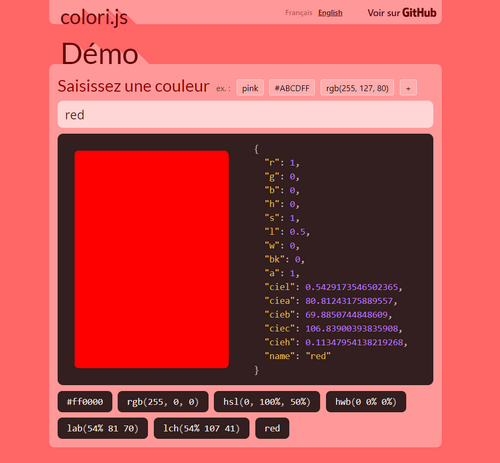 colori.js
Français English Voir sur GitHub
Démo
Saisissez une couleur ex. : pink #ABCDFF rgb(255, 127, 80) +
red
{
"r": 1,
"g": 0,
"b": 0,
"h": 0,
"s": 1,
"l": 0.5,
"w": 0,
"bk": 0,
"a": 1,
"ciel": 0.5429173546502365,
"ciea": 80.81243175889557,
"cieb": 69.8850744848609,
"ciec": 106.83900393835908,
"cieh": 0.11347954138219268,
"name": "red"
}
#ff0000 rgb(255, 0, 0) hsl(0, 100%, 50%) hwb(0 0% 0%)
lab(54% 81 70) lch(54% 107 41) red